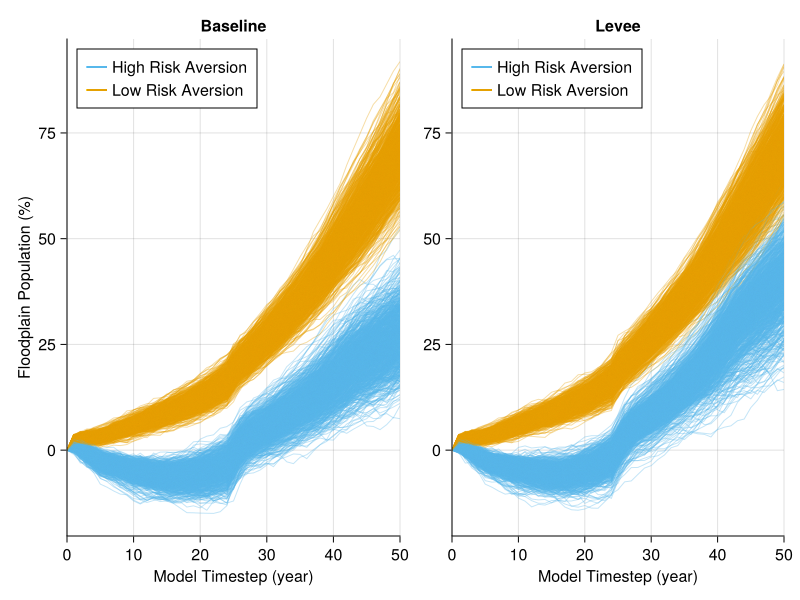 Baseline
High Risk Aversion
Low Risk Aversion
75
50
25
0
Floodplain Population (%)
0 10 20 30 40 50
Model Timestep (year)
Levee
High Risk Aversion
Low Risk Aversion
75
50
25
0
0 10 20 30 40 50
Model Timestep (year)